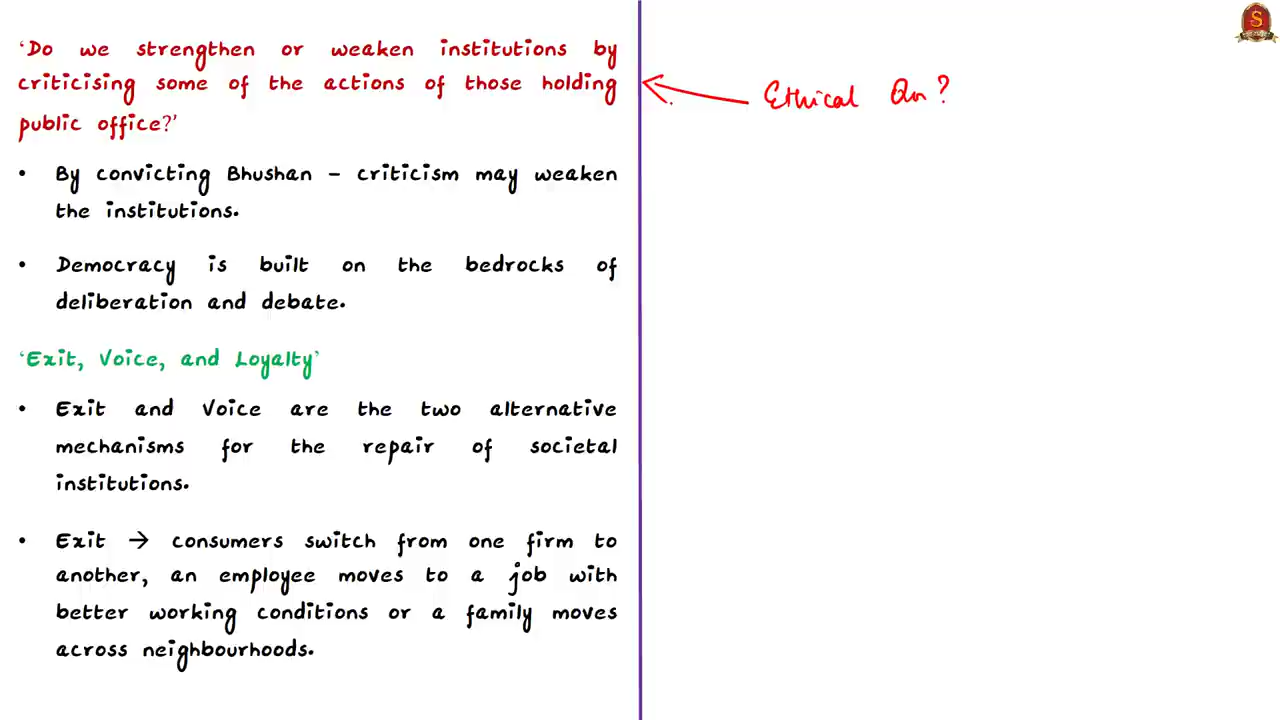 ‘Do we strengthen or weaken institutions by
criticising some of the actions of those holding
public office?’
Ethical Qn?
• By convicting Bhushan – criticism may weaken
the institutions.
• Democracy is built on the bedrocks of
deliberation and debate.
‘Exit, Voice, and Loyalty’
• Exit and Voice are the two alternative
mechanisms for the repair of societal
institutions.
• Exit → consumers switch from one firm to
another, an employee moves to a job with
better working conditions or a family moves
across neighbourhoods.